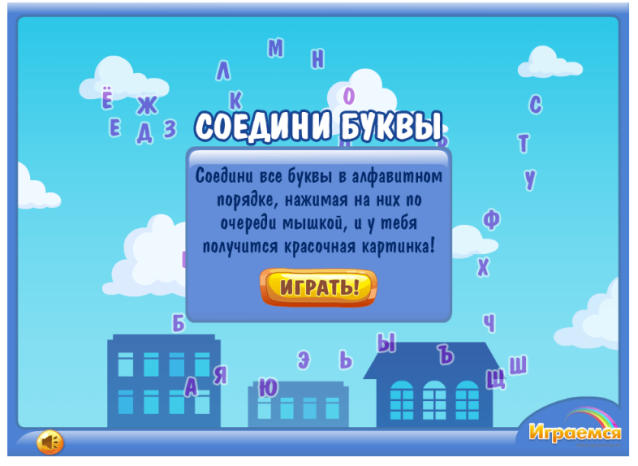 М Н
Л
Ё Ж К О С
Е Д З
СОЕДИНИ БУКВЫ
Т
Соедини все буквы в алфавитном
порядке, нажимая на них по
очереди мышкой, и у тебя
получится красочная картинка!
У
Ф
Х
ИГРАТЬ!
Б Ч
Э Ь Ы Ъ
А Я Ю Щ Ш
Играемся